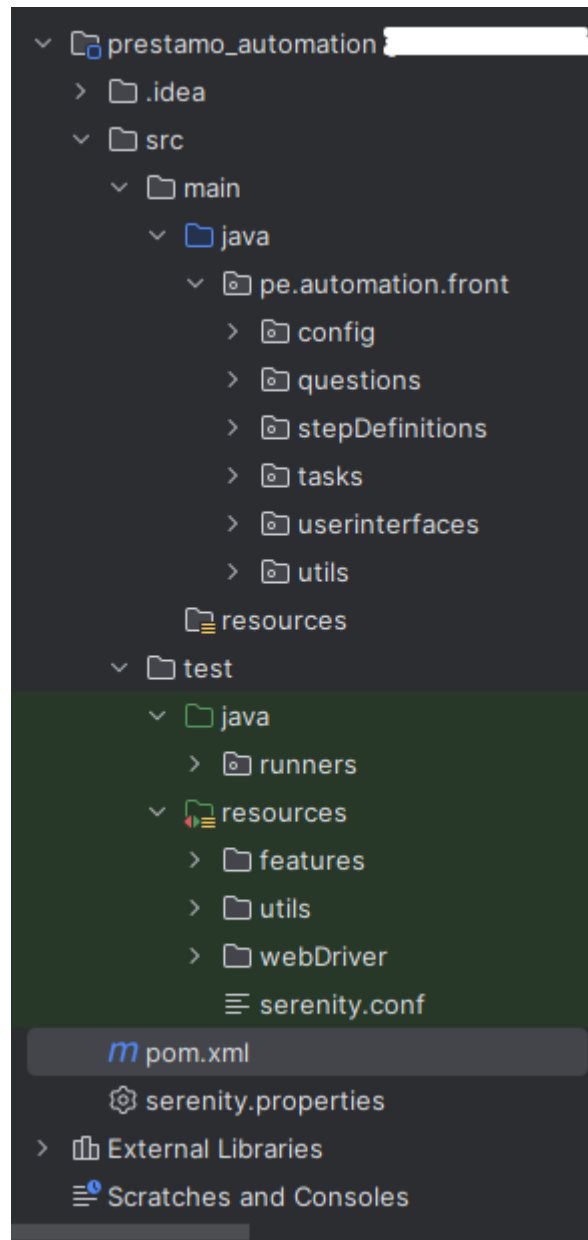 prestamo_automation
.idea
src
main
java
pe.automation.front
config
questions
stepDefinitions
tasks
userinterfaces
utils
resources
test
java
runners
resources
features
utils
webDriver
serenity.conf
m pom.xml
serenity.properties
External Libraries
Scratches and Consoles